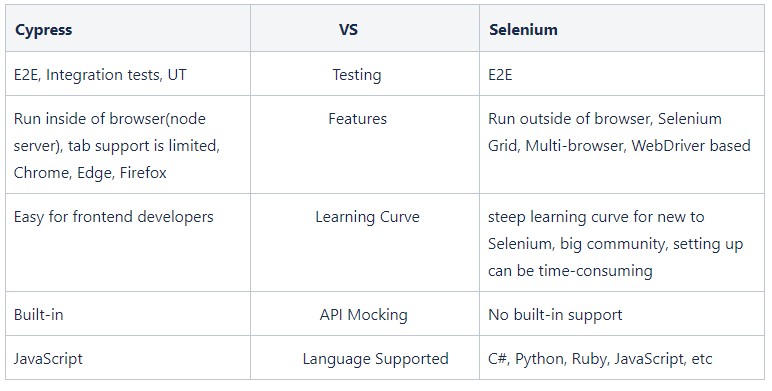 Cypress VS Selenium
E2E, Integration tests, UT Testing E2E
Run inside of browser(node Features Run outside of browser, Selenium
server), tab support is limited, Grid, Multi-browser, WebDriver based
Chrome, Edge, Firefox
Easy for frontend developers Learning Curve steep learning curve for new to
Selenium, big community, setting up
can be time-consuming
Built-in API Mocking No built-in support
JavaScript Language Supported C#, Python, Ruby, JavaScript, etc